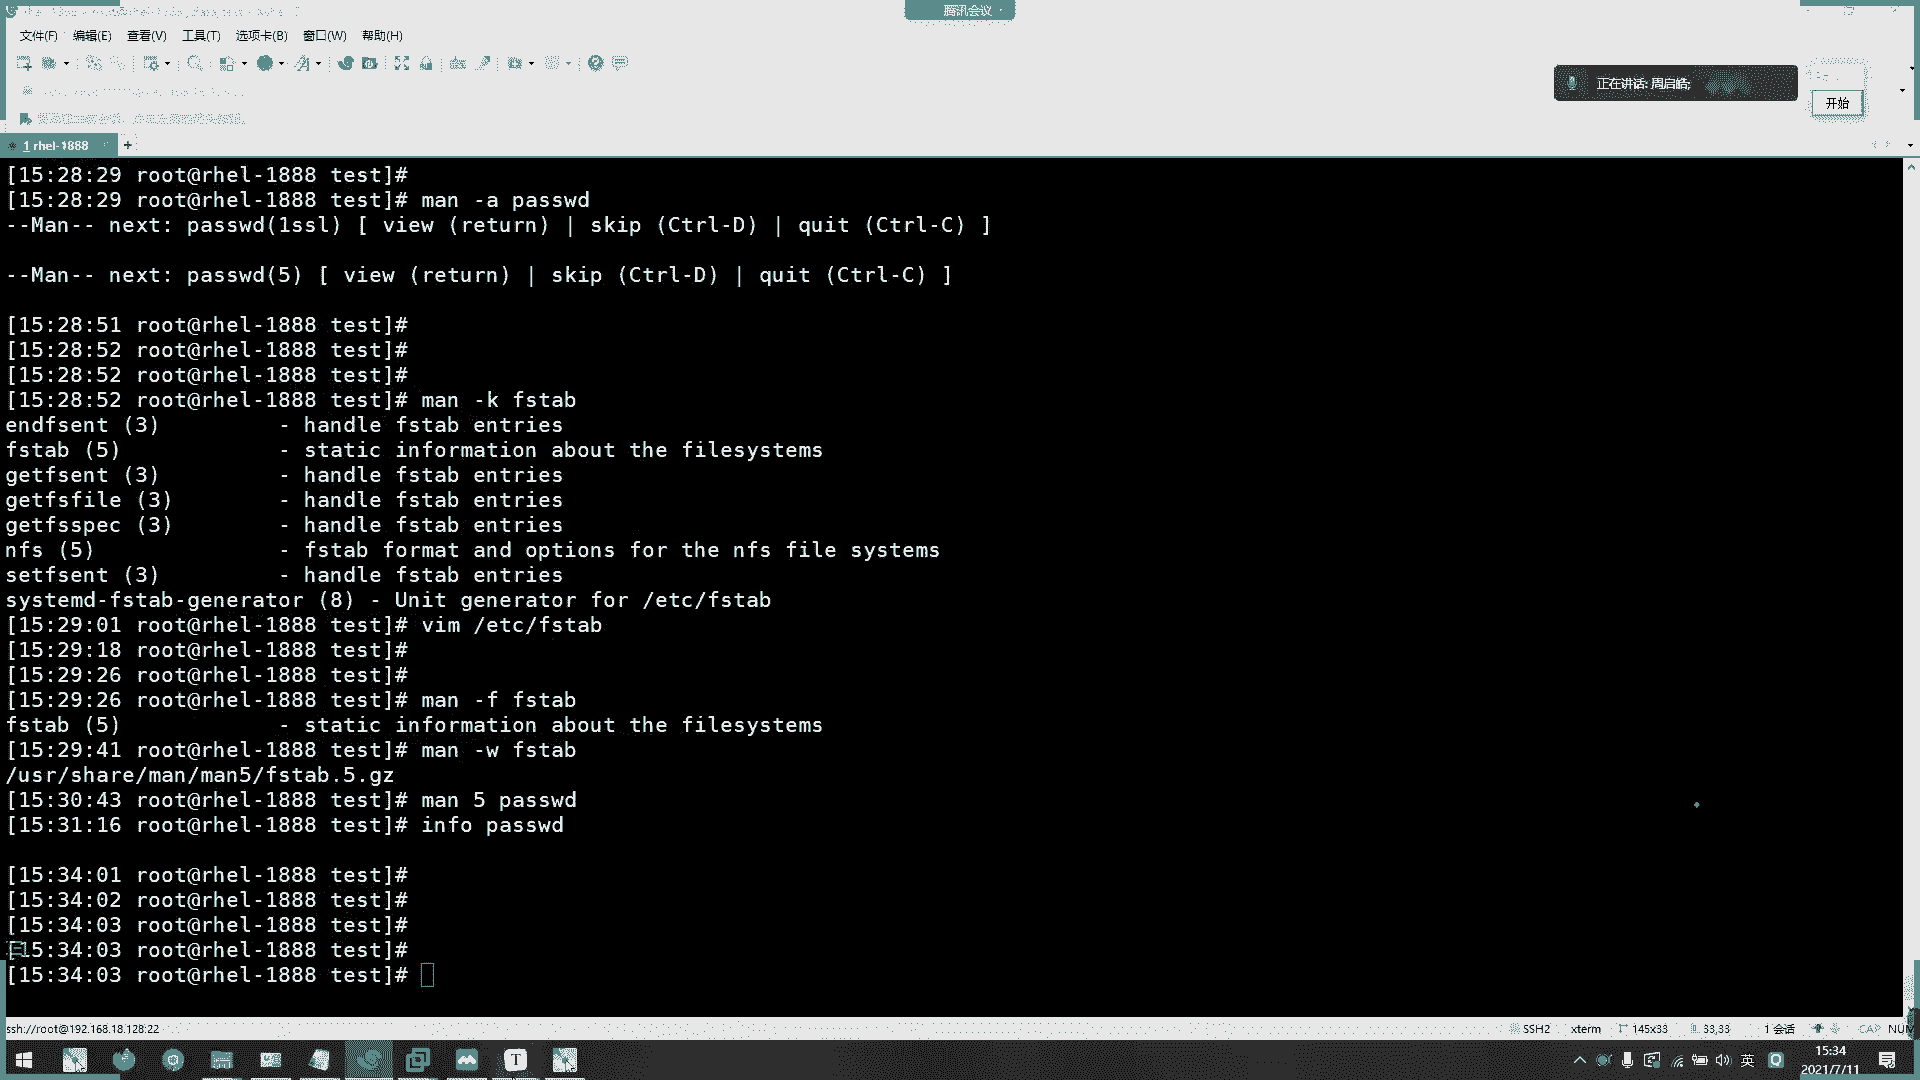 腾讯会议
文件(F) 编辑(E) 查看(V) 工具(T) 选项卡(B) 窗口(W) 帮助(H)
正在讲话: 周启皓;
开始
1 rhel-1888 +
[15:28:29 root@rhel-1888 test]#
[15:28:29 root@rhel-1888 test]# man -a passwd
--Man-- next: passwd(1ssl) [ view (return) | skip (Ctrl-D) | quit (Ctrl-C) ]
--Man-- next: passwd(5) [ view (return) | skip (Ctrl-D) | quit (Ctrl-C) ]
[15:28:51 root@rhel-1888 test]#
[15:28:52 root@rhel-1888 test]#
[15:28:52 root@rhel-1888 test]#
[15:28:52 root@rhel-1888 test]# man -k fstab
endfsent (3) - handle fstab entries
fstab (5) - static information about the filesystems
getfsent (3) - handle fstab entries
getfsfile (3) - handle fstab entries
getfsspec (3) - handle fstab entries
nfs (5) - fstab format and options for the nfs file systems
setfsent (3) - handle fstab entries
systemd-fstab-generator (8) - Unit generator for /etc/fstab
[15:29:01 root@rhel-1888 test]# vim /etc/fstab
[15:29:18 root@rhel-1888 test]#
[15:29:26 root@rhel-1888 test]#
[15:29:26 root@rhel-1888 test]# man -f fstab
fstab (5) - static information about the filesystems
[15:29:41 root@rhel-1888 test]# man -w fstab
/usr/share/man/man5/fstab.5.gz
[15:30:43 root@rhel-1888 test]# man 5 passwd
[15:31:16 root@rhel-1888 test]# info passwd
[15:34:01 root@rhel-1888 test]#
[15:34:02 root@rhel-1888 test]#
[15:34:03 root@rhel-1888 test]#
[15:34:03 root@rhel-1888 test]#
[15:34:03 root@rhel-1888 test]#
ssh://root@192.168.18.128:22 SSH2 xterm 145x33 33,33 1 会话 CAP NUM
英 15:34
2021/7/11